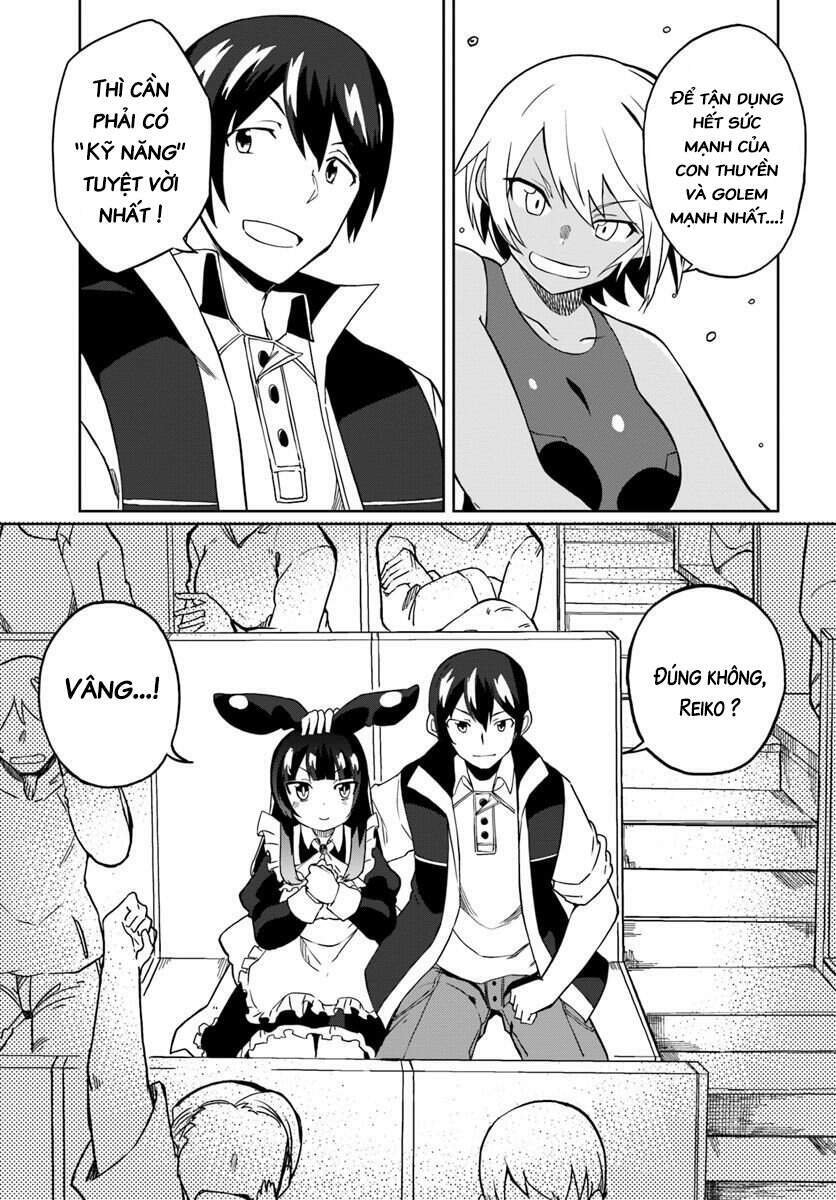 ĐỂ TẬN DỤNG
HẾT SỨC
MẠNH CỦA
CON THUYỀN
VÀ GOLEM
MẠNH NHẤT...!
THÌ CẦN
PHẢI CÓ
“KỸ NĂNG”
TUYỆT VỜI
NHẤT !
ĐÚNG KHÔNG,
REIKO ?
VÂNG...!